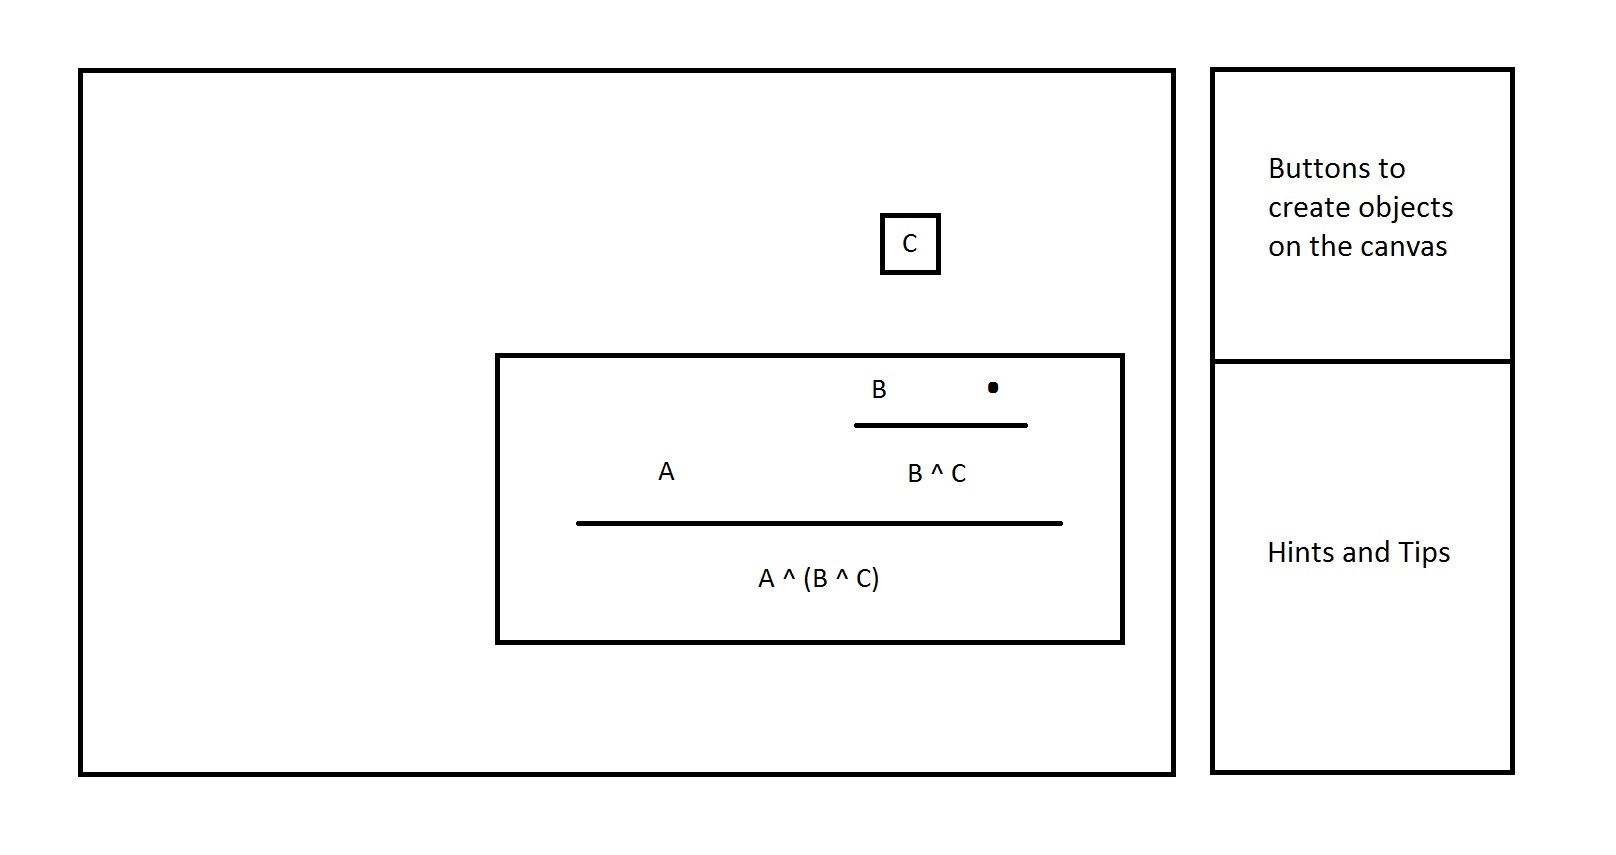 C
B •
A B ^ C
A ^ (B ^ C)
Buttons to
create objects
on the canvas
Hints and Tips